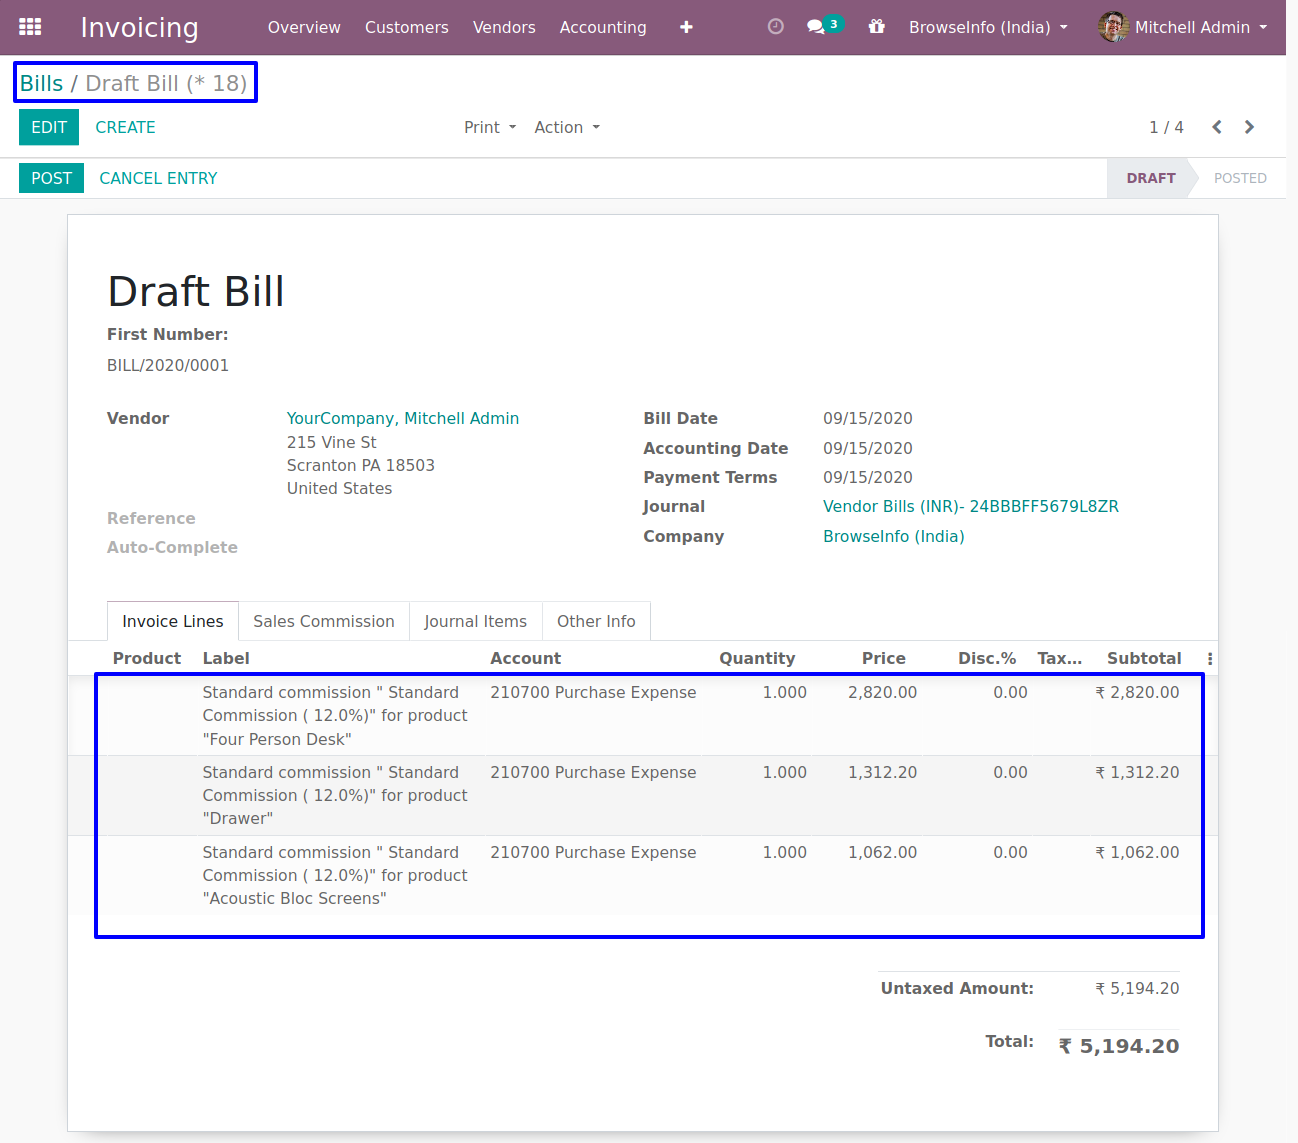 Invoicing Overview Customers Vendors Accounting 3 BrowseInfo (India) Mitchell Admin
Bills / Draft Bill (* 18)
EDIT CREATE Print Action 1 / 4
POST CANCEL ENTRY DRAFT POSTED
Draft Bill
First Number:
BILL/2020/0001
Vendor YourCompany, Mitchell Admin
215 Vine St
Scranton PA 18503
United States
Reference
Auto-Complete
Bill Date 09/15/2020
Accounting Date 09/15/2020
Payment Terms 09/15/2020
Journal Vendor Bills (INR)- 24BBBFF5679L8ZR
Company BrowseInfo (India)
Invoice Lines Sales Commission Journal Items Other Info
Product Label Account Quantity Price Disc.% Tax... Subtotal
Standard commission " Standard 210700 Purchase Expense 1.000 2,820.00 0.00 ₹ 2,820.00
Commission ( 12.0%)" for product
"Four Person Desk"
Standard commission " Standard 210700 Purchase Expense 1.000 1,312.20 0.00 ₹ 1,312.20
Commission ( 12.0%)" for product
"Drawer"
Standard commission " Standard 210700 Purchase Expense 1.000 1,062.00 0.00 ₹ 1,062.00
Commission ( 12.0%)" for product
"Acoustic Bloc Screens"
Untaxed Amount: ₹ 5,194.20
Total: ₹ 5,194.20